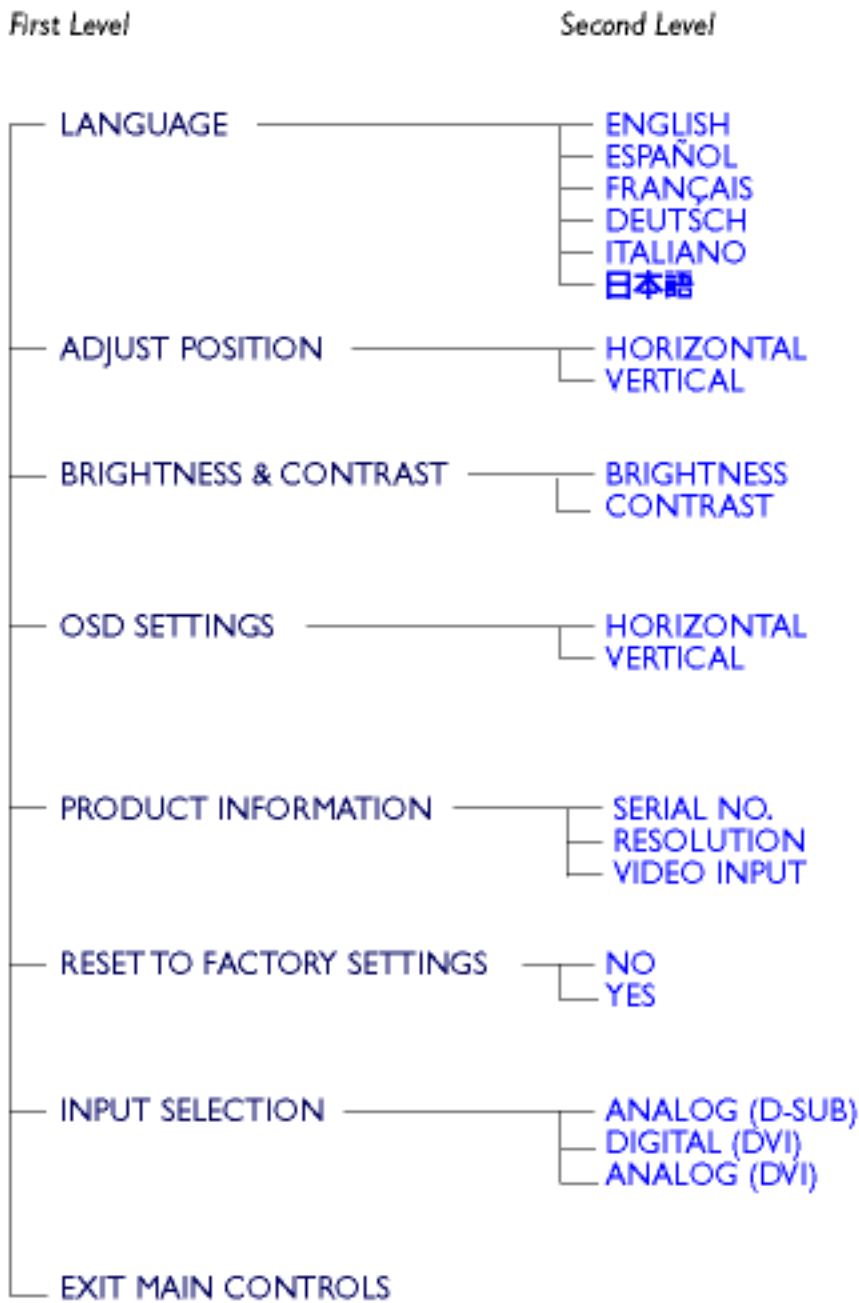 First Level Second Level
LANGUAGE ENGLISH
ESPAÑOL
FRANÇAIS
DEUTSCH
ITALIANO
日本語
ADJUST POSITION HORIZONTAL
VERTICAL
BRIGHTNESS & CONTRAST BRIGHTNESS
CONTRAST
OSD SETTINGS HORIZONTAL
VERTICAL
PRODUCT INFORMATION SERIAL NO.
RESOLUTION
VIDEO INPUT
RESET TO FACTORY SETTINGS NO
YES
INPUT SELECTION ANALOG (D-SUB)
DIGITAL (DVI)
ANALOG (DVI)
EXIT MAIN CONTROLS